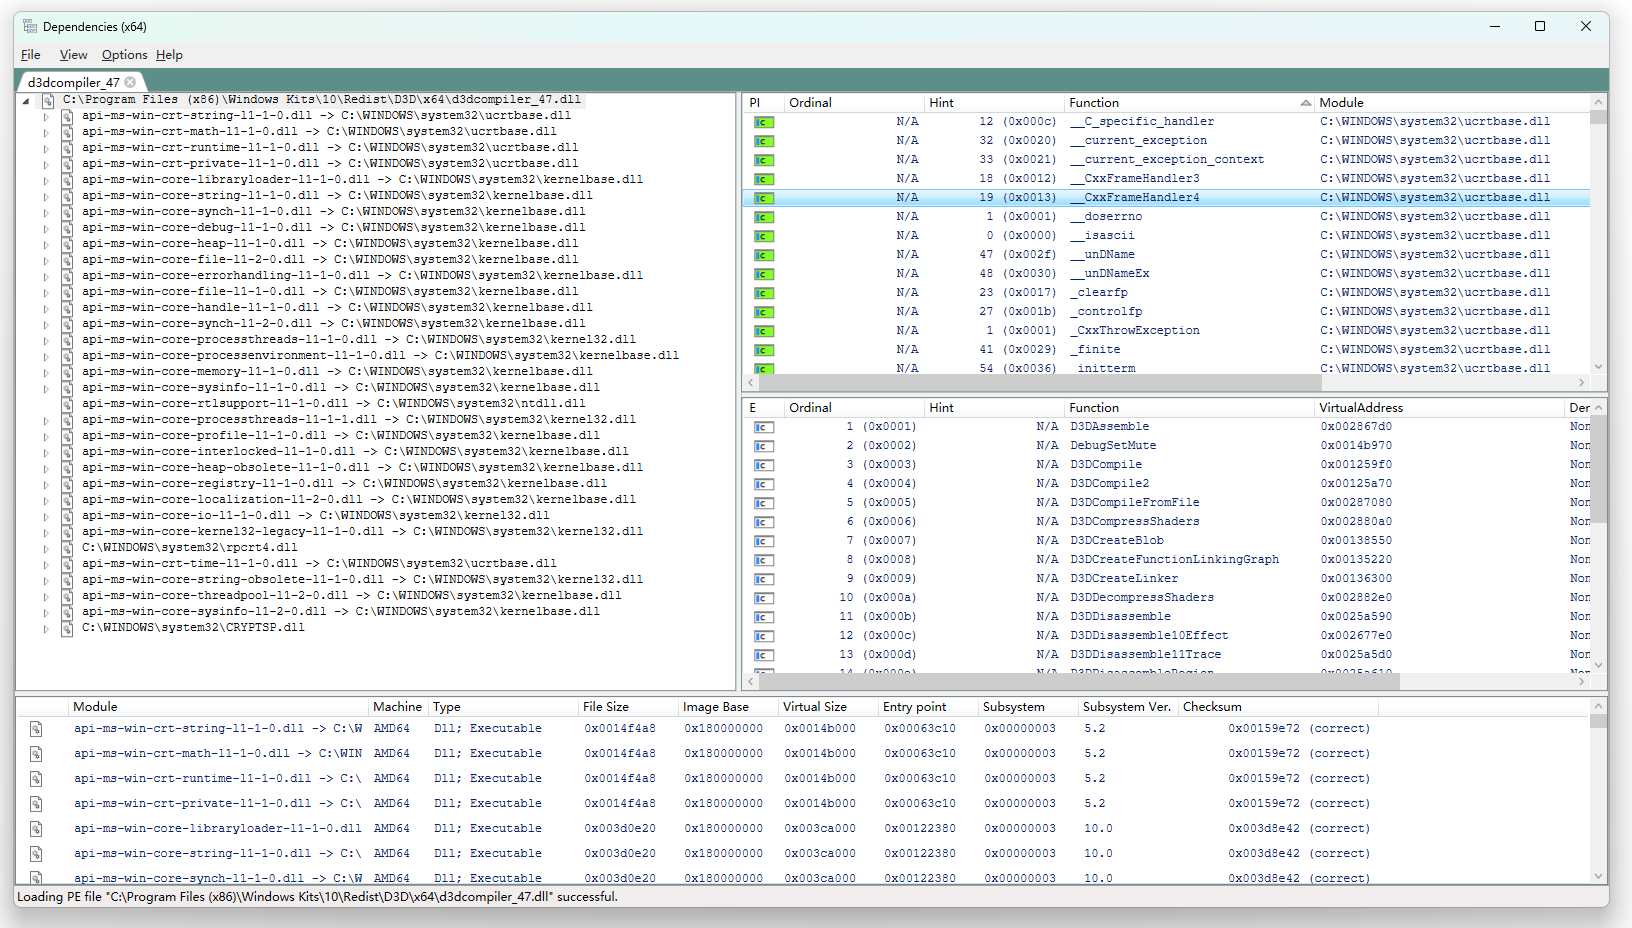 Dependencies (x64)
File View Options Help
d3dcompiler_47
C:\Program Files (x86)\Windows Kits\10\Redist\D3D\x64\d3dcompiler_47.dll
api-ms-win-crt-string-l1-1-0.dll -> C:\WINDOWS\system32\ucrtbase.dll
api-ms-win-crt-math-l1-1-0.dll -> C:\WINDOWS\system32\ucrtbase.dll
api-ms-win-crt-runtime-l1-1-0.dll -> C:\WINDOWS\system32\ucrtbase.dll
api-ms-win-crt-private-l1-1-0.dll -> C:\WINDOWS\system32\ucrtbase.dll
api-ms-win-core-libraryloader-l1-1-0.dll -> C:\WINDOWS\system32\kernelbase.dll
api-ms-win-core-string-l1-1-0.dll -> C:\WINDOWS\system32\kernelbase.dll
api-ms-win-core-synch-l1-1-0.dll -> C:\WINDOWS\system32\kernelbase.dll
api-ms-win-core-debug-l1-1-0.dll -> C:\WINDOWS\system32\kernelbase.dll
api-ms-win-core-heap-l1-1-0.dll -> C:\WINDOWS\system32\kernelbase.dll
api-ms-win-core-file-l1-2-0.dll -> C:\WINDOWS\system32\kernelbase.dll
api-ms-win-core-errorhandling-l1-1-0.dll -> C:\WINDOWS\system32\kernelbase.dll
api-ms-win-core-file-l1-1-0.dll -> C:\WINDOWS\system32\kernelbase.dll
api-ms-win-core-handle-l1-1-0.dll -> C:\WINDOWS\system32\kernelbase.dll
api-ms-win-core-synch-l1-2-0.dll -> C:\WINDOWS\system32\kernelbase.dll
api-ms-win-core-processthreads-l1-1-0.dll -> C:\WINDOWS\system32\kernel32.dll
api-ms-win-core-processenvironment-l1-1-0.dll -> C:\WINDOWS\system32\kernelbase.dll
api-ms-win-core-memory-l1-1-0.dll -> C:\WINDOWS\system32\kernelbase.dll
api-ms-win-core-sysinfo-l1-1-0.dll -> C:\WINDOWS\system32\kernelbase.dll
api-ms-win-core-rtlsupport-l1-1-0.dll -> C:\WINDOWS\system32\ntdll.dll
api-ms-win-core-processthreads-l1-1-1.dll -> C:\WINDOWS\system32\kernel32.dll
api-ms-win-core-profile-l1-1-0.dll -> C:\WINDOWS\system32\kernelbase.dll
api-ms-win-core-interlocked-l1-1-0.dll -> C:\WINDOWS\system32\kernelbase.dll
api-ms-win-core-heap-obsolete-l1-1-0.dll -> C:\WINDOWS\system32\kernelbase.dll
api-ms-win-core-registry-l1-1-0.dll -> C:\WINDOWS\system32\kernelbase.dll
api-ms-win-core-localization-l1-2-0.dll -> C:\WINDOWS\system32\kernelbase.dll
api-ms-win-core-io-l1-1-0.dll -> C:\WINDOWS\system32\kernel32.dll
api-ms-win-core-kernel32-legacy-l1-1-0.dll -> C:\WINDOWS\system32\kernel32.dll
C:\WINDOWS\system32\rpcrt4.dll
api-ms-win-crt-time-l1-1-0.dll -> C:\WINDOWS\system32\ucrtbase.dll
api-ms-win-core-string-obsolete-l1-1-0.dll -> C:\WINDOWS\system32\kernel32.dll
api-ms-win-core-threadpool-l1-2-0.dll -> C:\WINDOWS\system32\kernelbase.dll
api-ms-win-core-sysinfo-l1-2-0.dll -> C:\WINDOWS\system32\kernelbase.dll
C:\WINDOWS\system32\CRYPTSP.dll
PI Ordinal Hint Function Module
N/A 12 (0x000c) __C_specific_handler C:\WINDOWS\system32\ucrtbase.dll
N/A 32 (0x0020) __current_exception C:\WINDOWS\system32\ucrtbase.dll
N/A 33 (0x0021) __current_exception_context C:\WINDOWS\system32\ucrtbase.dll
N/A 18 (0x0012) __CxxFrameHandler3 C:\WINDOWS\system32\ucrtbase.dll
N/A 19 (0x0013) __CxxFrameHandler4 C:\WINDOWS\system32\ucrtbase.dll
N/A 1 (0x0001) __doserrno C:\WINDOWS\system32\ucrtbase.dll
N/A 0 (0x0000) __isascii C:\WINDOWS\system32\ucrtbase.dll
N/A 47 (0x002f) __unDName C:\WINDOWS\system32\ucrtbase.dll
N/A 48 (0x0030) __unDNameEx C:\WINDOWS\system32\ucrtbase.dll
N/A 23 (0x0017) _clearfp C:\WINDOWS\system32\ucrtbase.dll
N/A 27 (0x001b) _controlfp C:\WINDOWS\system32\ucrtbase.dll
N/A 1 (0x0001) _CxxThrowException C:\WINDOWS\system32\ucrtbase.dll
N/A 41 (0x0029) _finite C:\WINDOWS\system32\ucrtbase.dll
N/A 54 (0x0036) _initterm C:\WINDOWS\system32\ucrtbase.dll
E Ordinal Hint Function VirtualAddress Der
1 (0x0001) N/A D3DAssemble 0x002867d0 Non
2 (0x0002) N/A DebugSetMute 0x0014b970 Non
3 (0x0003) N/A D3DCompile 0x001259f0 Non
4 (0x0004) N/A D3DCompile2 0x00125a70 Non
5 (0x0005) N/A D3DCompileFromFile 0x00287080 Non
6 (0x0006) N/A D3DCompressShaders 0x002880a0 Non
7 (0x0007) N/A D3DCreateBlob 0x00138550 Non
8 (0x0008) N/A D3DCreateFunctionLinkingGraph 0x00135220 Non
9 (0x0009) N/A D3DCreateLinker 0x00136300 Non
10 (0x000a) N/A D3DDecompressShaders 0x002882e0 Non
11 (0x000b) N/A D3DDisassemble 0x0025a590 Non
12 (0x000c) N/A D3DDisassemble10Effect 0x002677e0 Non
13 (0x000d) N/A D3DDisassemble11Trace 0x0025a5d0 Non
14 (0x000e) N/A D3DDisassembleRegion 0x0025a610 Non
Module Machine Type File Size Image Base Virtual Size Entry point Subsystem Subsystem Ver. Checksum
api-ms-win-crt-string-l1-1-0.dll -> C:\W AMD64 Dll; Executable 0x0014f4a8 0x180000000 0x0014b000 0x00063c10 0x00000003 5.2 0x00159e72 (correct)
api-ms-win-crt-math-l1-1-0.dll -> C:\WIN AMD64 Dll; Executable 0x0014f4a8 0x180000000 0x0014b000 0x00063c10 0x00000003 5.2 0x00159e72 (correct)
api-ms-win-crt-runtime-l1-1-0.dll -> C:\ AMD64 Dll; Executable 0x0014f4a8 0x180000000 0x0014b000 0x00063c10 0x00000003 5.2 0x00159e72 (correct)
api-ms-win-crt-private-l1-1-0.dll -> C:\ AMD64 Dll; Executable 0x0014f4a8 0x180000000 0x0014b000 0x00063c10 0x00000003 5.2 0x00159e72 (correct)
api-ms-win-core-libraryloader-l1-1-0.dll AMD64 Dll; Executable 0x003d0e20 0x180000000 0x003ca000 0x00122380 0x00000003 10.0 0x003d8e42 (correct)
api-ms-win-core-string-l1-1-0.dll -> C:\ AMD64 Dll; Executable 0x003d0e20 0x180000000 0x003ca000 0x00122380 0x00000003 10.0 0x003d8e42 (correct)
api-ms-win-core-synch-l1-1-0.dll -> C:\W AMD64 Dll; Executable 0x003d0e20 0x180000000 0x003ca000 0x00122380 0x00000003 10.0 0x003d8e42 (correct)
Loading PE file "C:\Program Files (x86)\Windows Kits\10\Redist\D3D\x64\d3dcompiler_47.dll" successful.